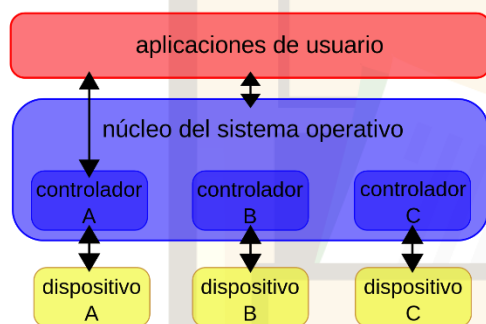 aplicaciones de usuario
núcleo del sistema operativo
controlador
A
controlador
B
controlador
C
dispositivo
A
dispositivo
B
dispositivo
C